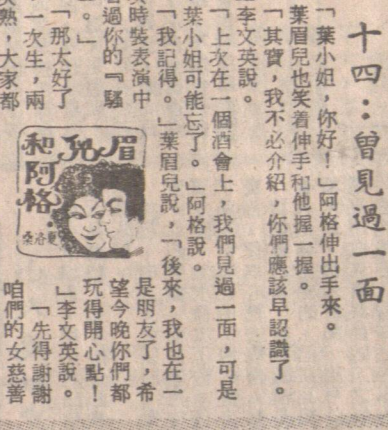 十四：曾見過一面
「葉小姐，你好！」阿格伸出手來。
葉眉兒也笑着伸手和他握一握。
「其實，我不必介紹，你們應該早認識了。
李文英說。
「上次在一個酒會上，我們見過一面，可是
葉小姐可能忘了。」阿格說。
「我記得。」葉眉兒說，「後來，我也在一
時裝表演中
過你的『騷
。」
「那太好了
一次生，兩
熟，大家都
眉兒和阿格
是朋友了，希
望今晚你們都
玩得開心點！
」李文英說。
「先得謝謝
咱們的女慈善